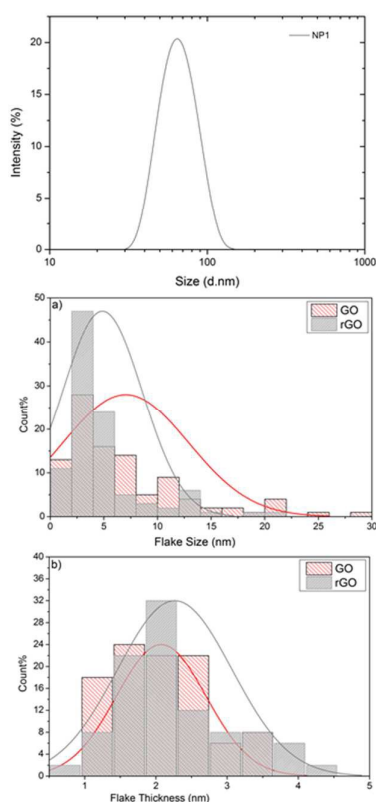 NP1
20
15
10
5
0
Intensity (%)
10
100
1000
Size (d.nm)
a)
GO
rGO
50
40
30
20
10
0
Count%
0
5
10
15
20
25
30
Flake Size (nm)
b)
GO
rGO
40
36
32
28
24
20
16
12
8
4
0
Count%
1
2
3
4
5
Flake Thickness (nm)